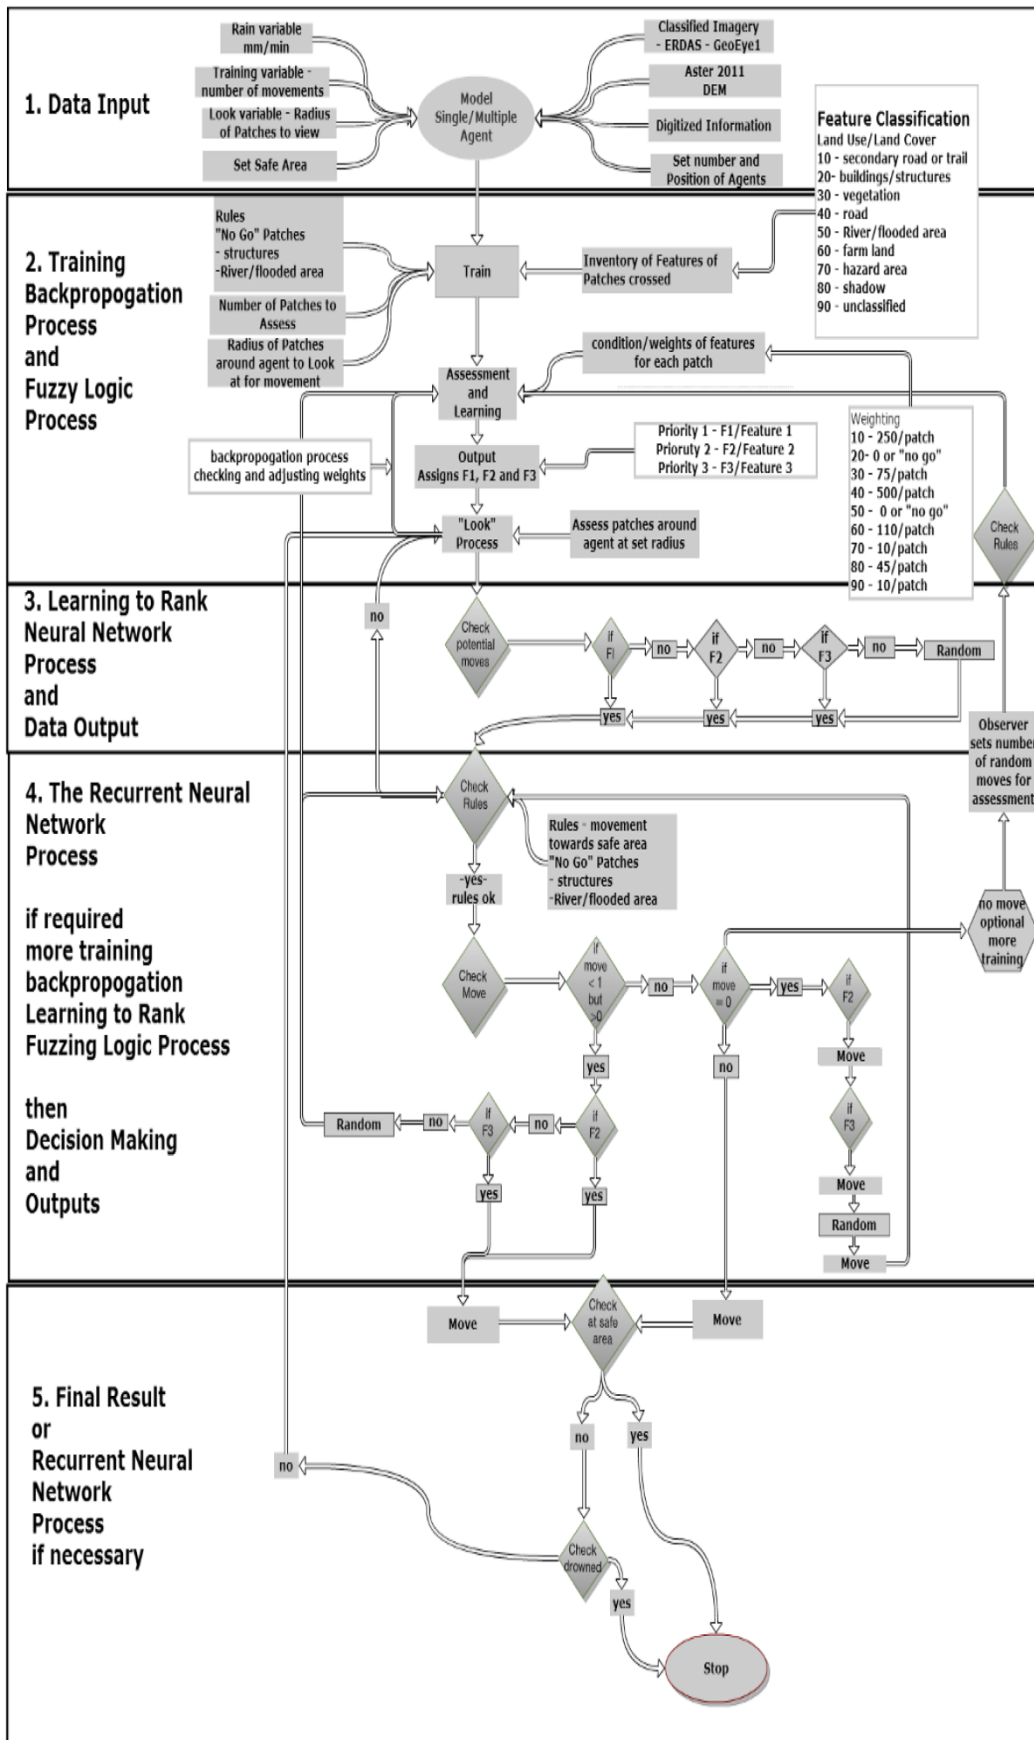 1. Data Input
Rain variable
mm/min
Training variable -
number of movements
Look variable - Radius
of Patches to view
Set Safe Area
Model
Single/Multiple
Agent
Classified Imagery
- ERDAS - GeoEye1
Aster 2011
DEM
Digitized Information
Set number and
Position of Agents
Feature Classification
Land Use/Land Cover
10 - secondary road or trail
20- buildings/structures
30 - vegetation
40 - road
50 - River/flooded area
60 - farm land
70 - hazard area
80 - shadow
90 - unclassified
2. Training
Backpropogation
Process
and
Fuzzy Logic
Process
Rules
"No Go" Patches
- structures
-River/flooded area
Number of Patches to
Assess
Radius of Patches
around agent to Look
at for movement
Train
Inventory of Features of
Patches crossed
condition/weights of features
for each patch
Assessment
and
Learning
backpropogation process
checking and adjusting weights
Output
Assigns F1, F2 and F3
Priority 1 - F1/Feature 1
Prioruty 2 - F2/Feature 2
Priority 3 - F3/Feature 3
Weighting
10 - 250/patch
20- 0 or "no go"
30 - 75/patch
40 - 500/patch
50 - 0 or "no go"
60 - 110/patch
70 - 10/patch
80 - 45/patch
90 - 10/patch
"Look"
Process
Assess patches around
agent at set radius
Check
Rules
3. Learning to Rank
Neural Network
Process
and
Data Output
no
Check
potential
moves
if
F1
no
if
F2
no
if
F3
no
Random
yes
yes
yes
Observer
sets number
of random
moves for
assessment
4. The Recurrent Neural
Network
Process
if required
more training
backpropogation
Learning to Rank
Fuzzing Logic Process
then
Decision Making
and
Outputs
Check
Rules
Rules - movement
towards safe area
"No Go" Patches
- structures
-River/flooded area
-yes-
rules ok
no move
optional
more
training
Check
Move
If
move
< 1
but
>0
no
if
move
= 0
yes
if
F2
yes
no
Move
Random
no
if
F3
no
if
F2
if
F3
yes
yes
Move
Random
Move
5. Final Result
or
Recurrent Neural
Network
Process
if necessary
Move
Check
at safe
area
Move
no
yes
no
Check
drowned
yes
Stop